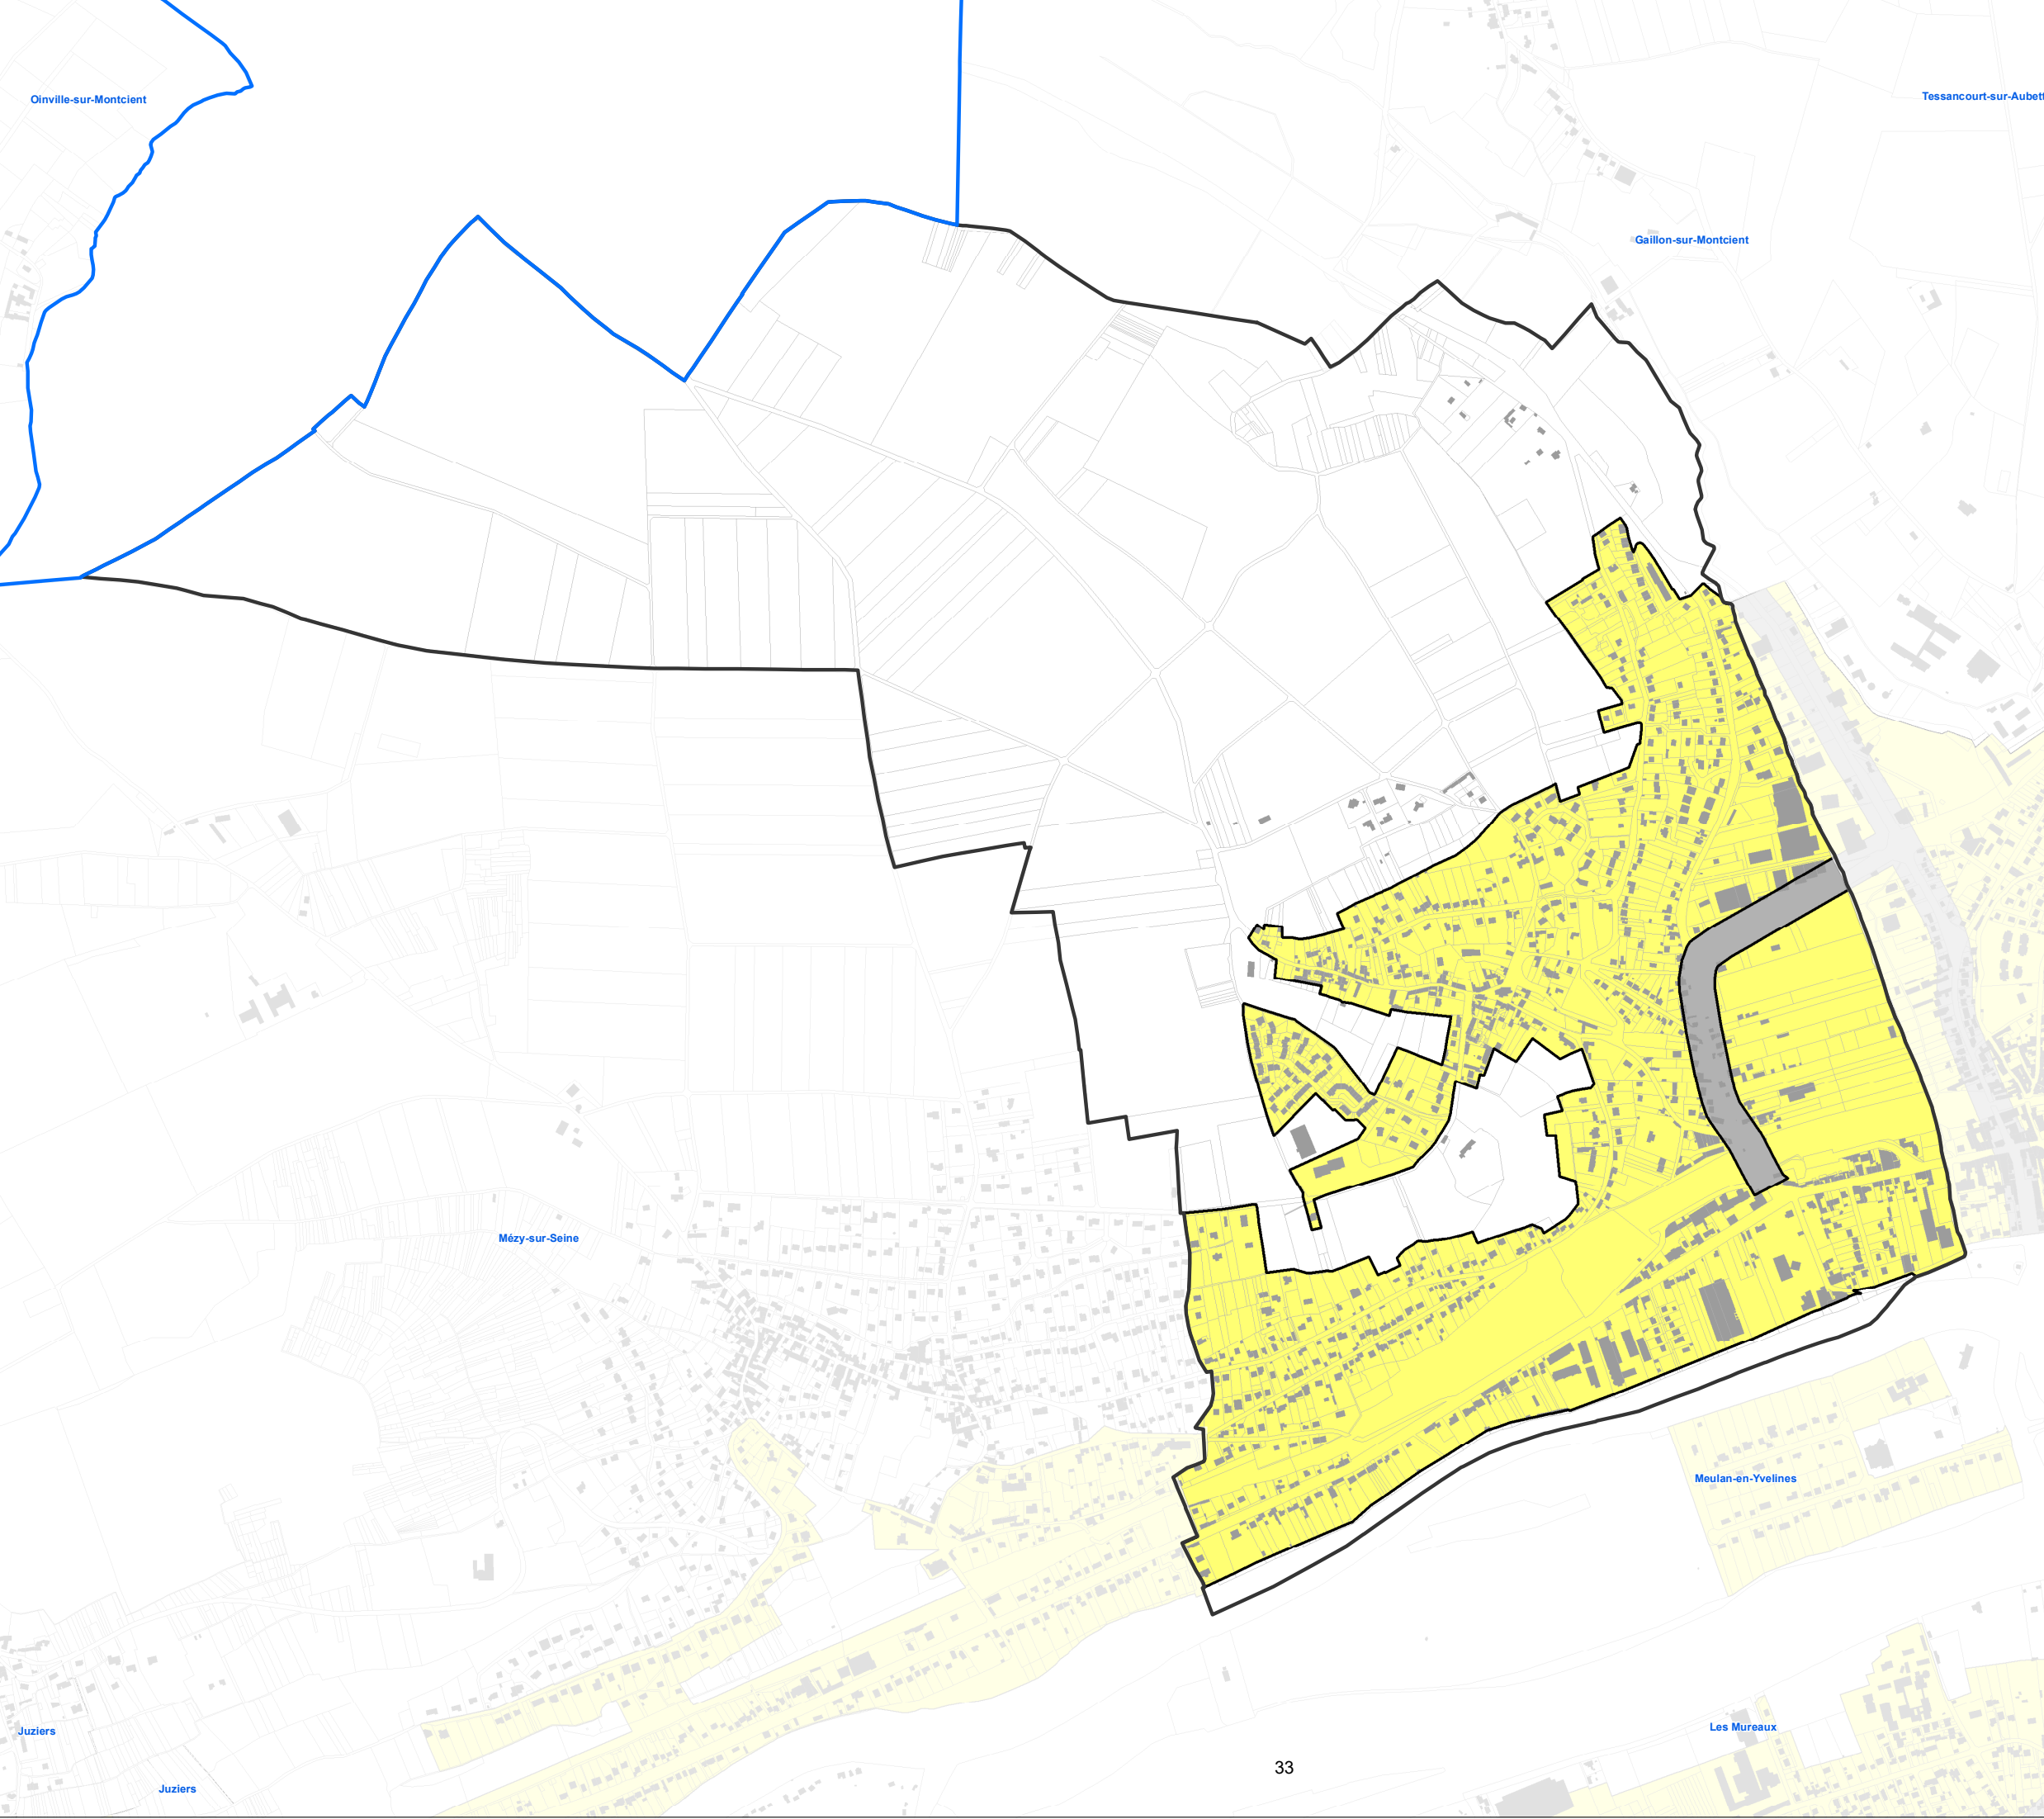 Tessancourt-sur-Aubett
Oinville-sur-Montcient
Gaillon-sur-Montcient
Mézy-sur-Seine
Meulan-en-Yvelines
Les Mureaux
Juziers
33
Juziers